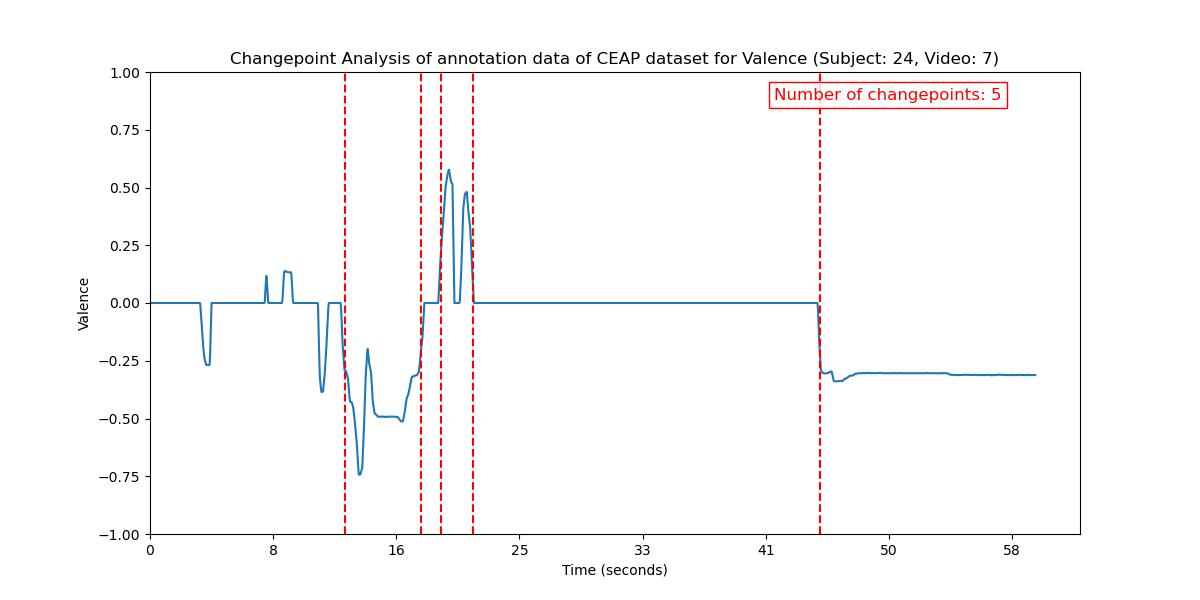 Changepoint Analysis of annotation data of CEAP dataset for Valence (Subject: 24, Video: 7)
Number of changepoints: 5
1.00
0.75
0.50
0.25
0.00
−0.25
−0.50
−0.75
−1.00
Valence
0 8 16 25 33 41 50 58
Time (seconds)